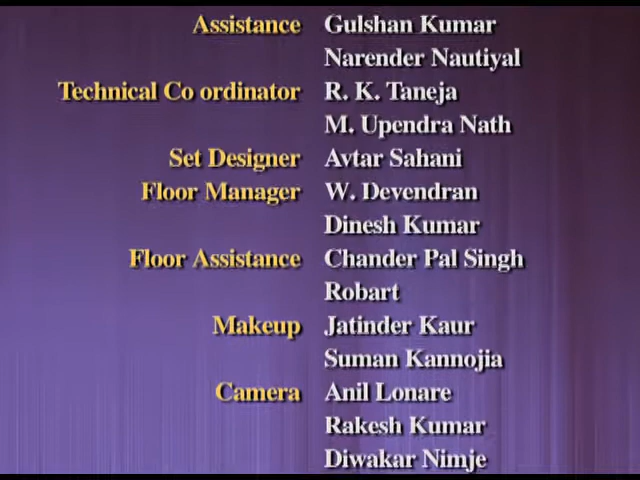 Assistance Gulshan Kumar
Narender Nautiyal
Technical Co ordinator R. K. Taneja
M. Upendra Nath
Set Designer Avtar Sahani
Floor Manager W. Devendran
Dinesh Kumar
Floor Assistance Chander Pal Singh
Robart
Makeup Jatinder Kaur
Suman Kannojia
Camera Anil Lonare
Rakesh Kumar
Diwakar Nimje